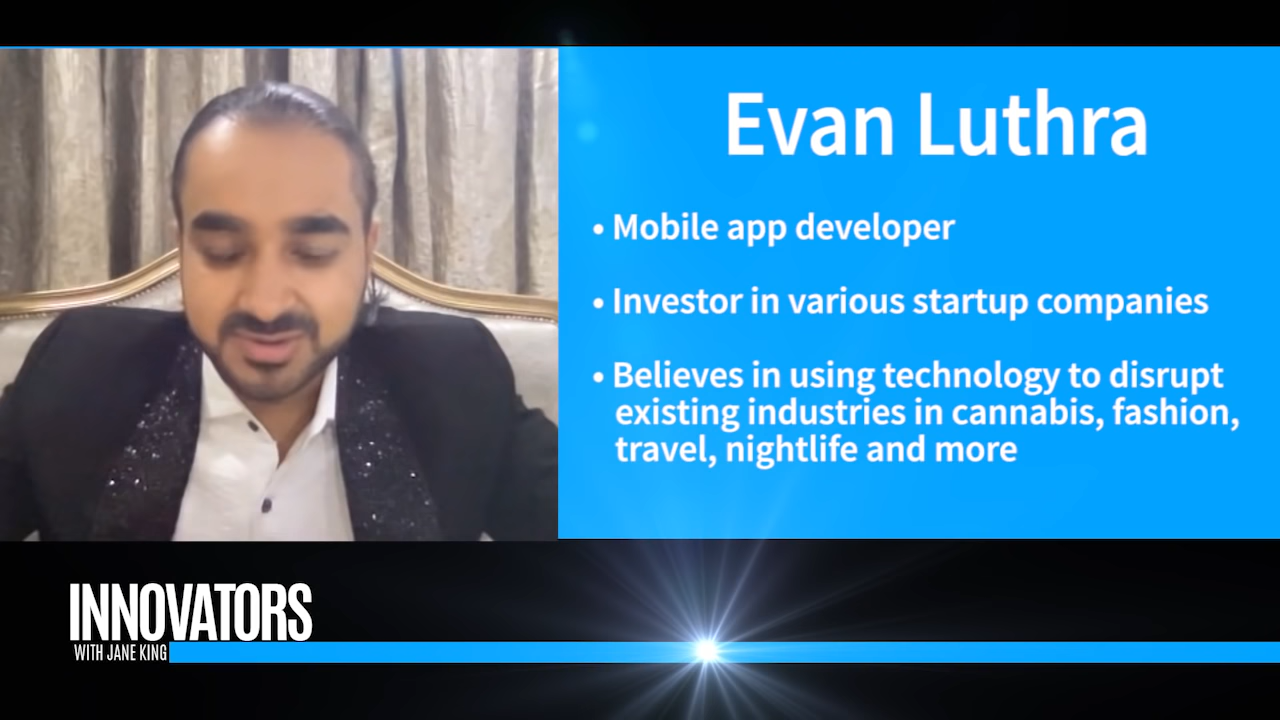 Evan Luthra
• Mobile app developer
• Investor in various startup companies
• Believes in using technology to disrupt
existing industries in cannabis, fashion,
travel, nightlife and more
INNOVATORS
WITH JANE KING